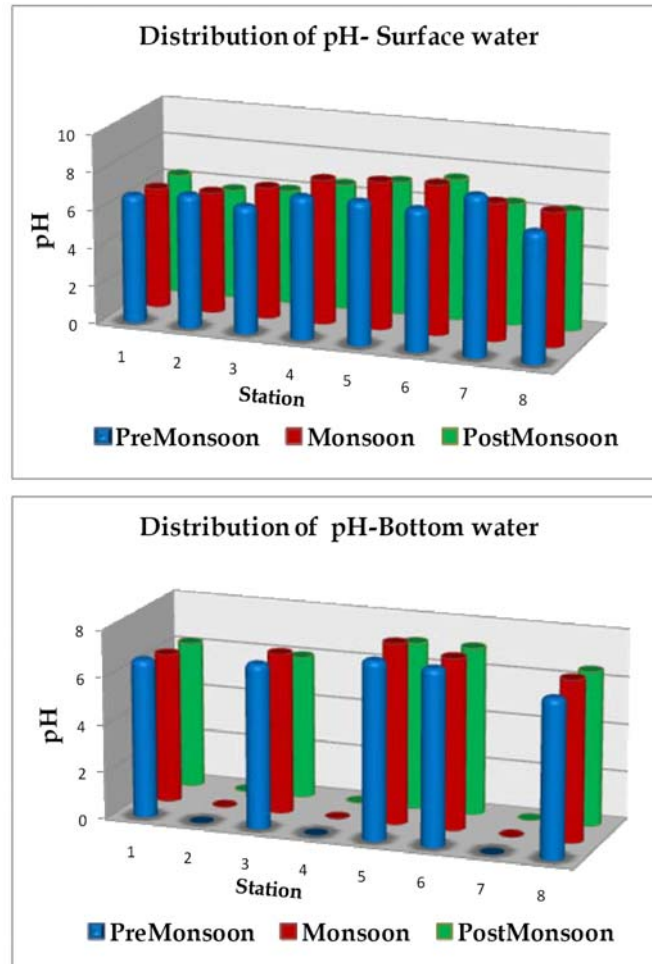 Distribution of pH- Surface water
10
8
6
4
2
0
pH
1 2 3 4 5 6 7 8
Station
PreMonsoon Monsoon PostMonsoon
Distribution of pH-Bottom water
8
6
4
2
0
pH
1 2 3 4 5 6 7 8
Station
PreMonsoon Monsoon PostMonsoon